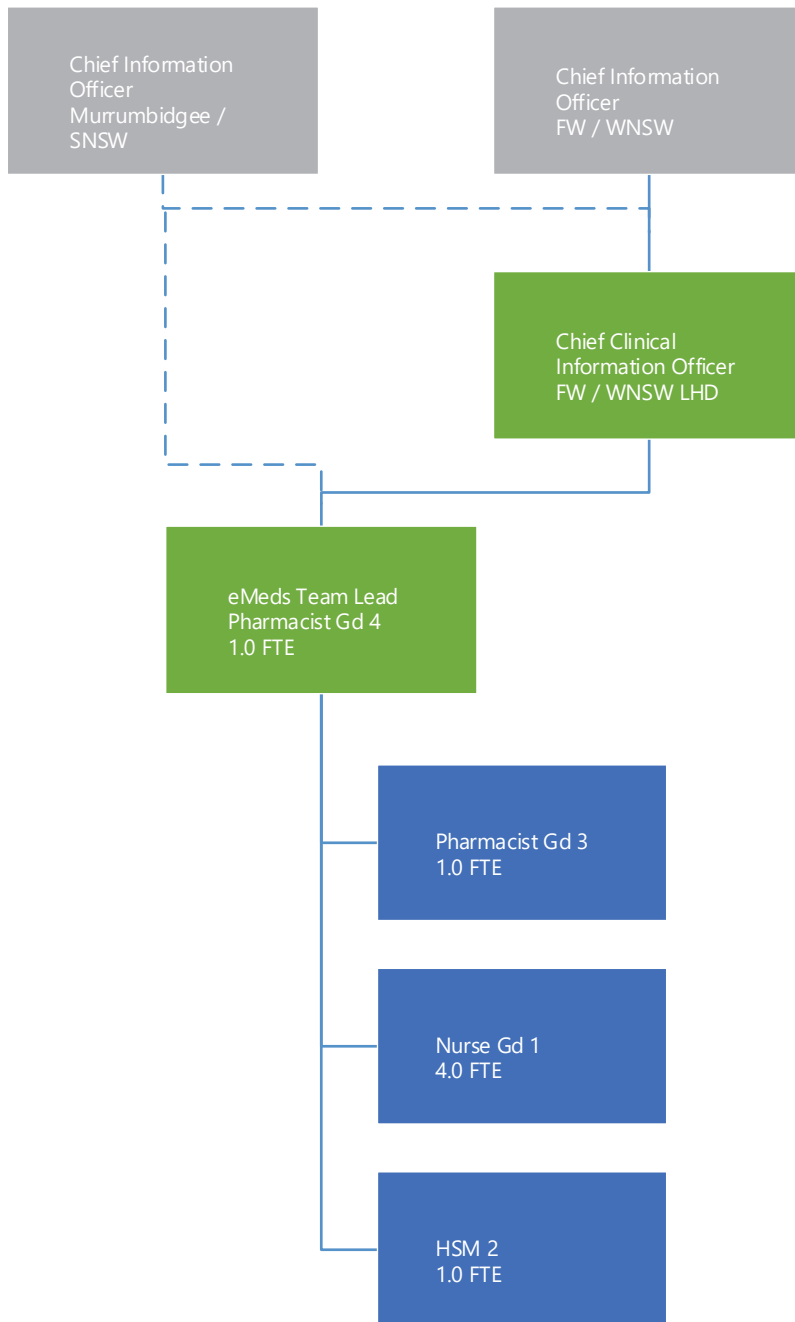 Chief Information
Officer
Murrumbidgee /
SNSW
Chief Information
Officer
FW / WNSW
Chief Clinical
Information Officer
FW / WNSW LHD
eMeds Team Lead
Pharmacist Gd 4
1.0 FTE
Pharmacist Gd 3
1.0 FTE
Nurse Gd 1
4.0 FTE
HSM 2
1.0 FTE